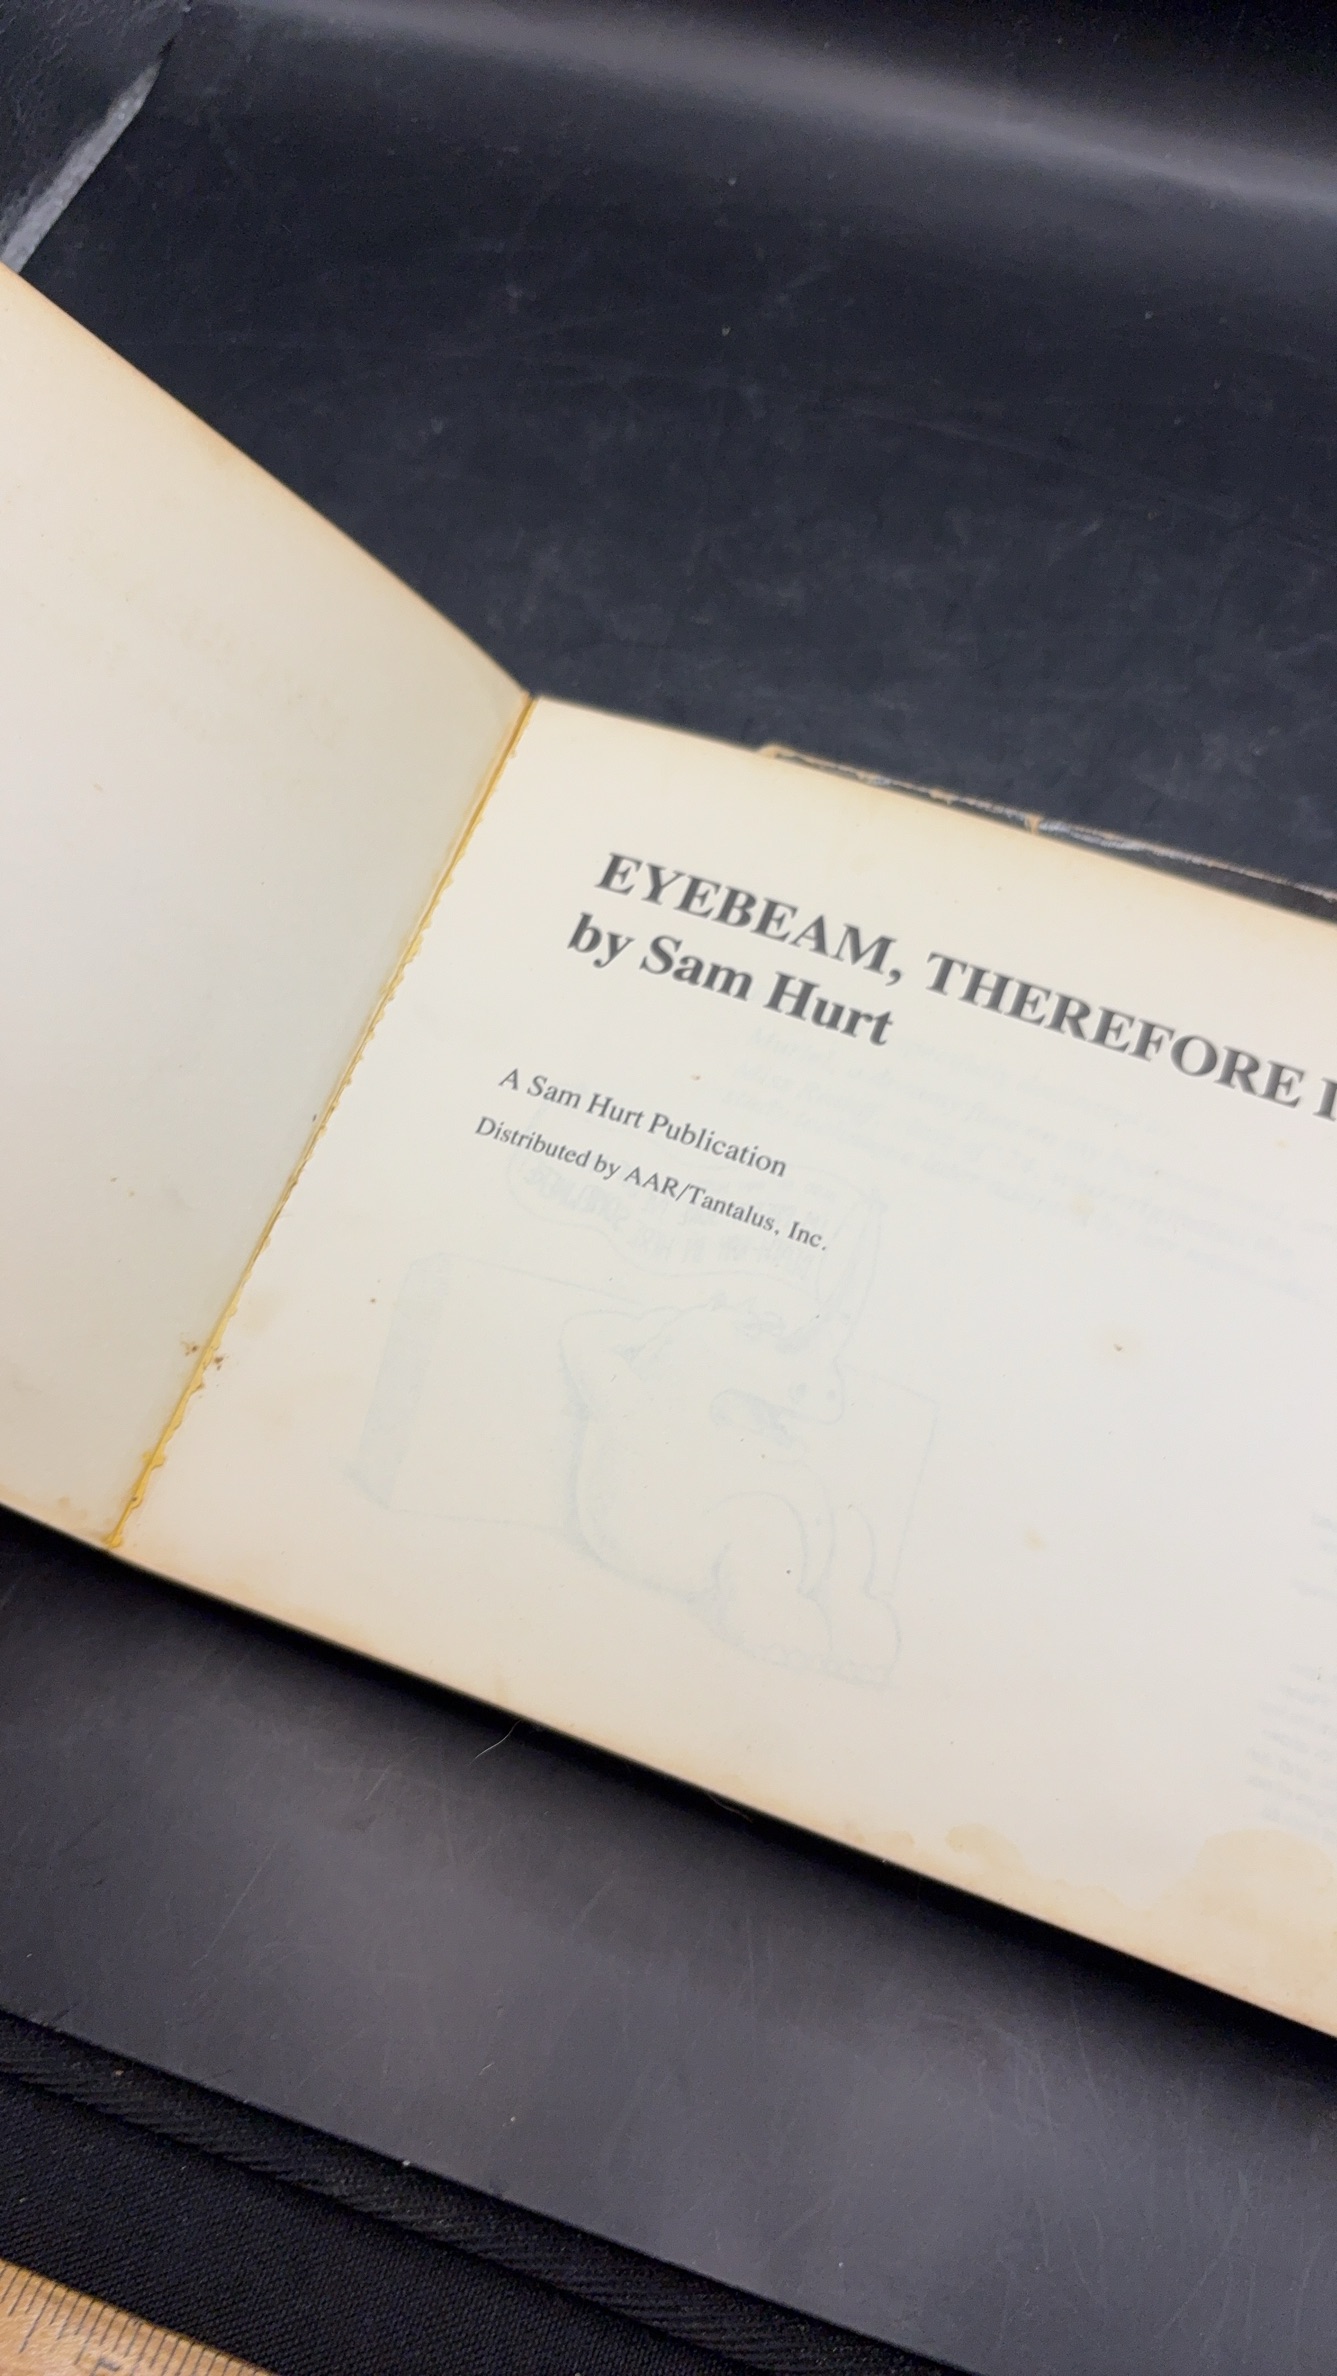 EYEBEAM, THEREFORE I
by Sam Hurt
A Sam Hurt Publication
Distributed by AAR/Tantalus, Inc.